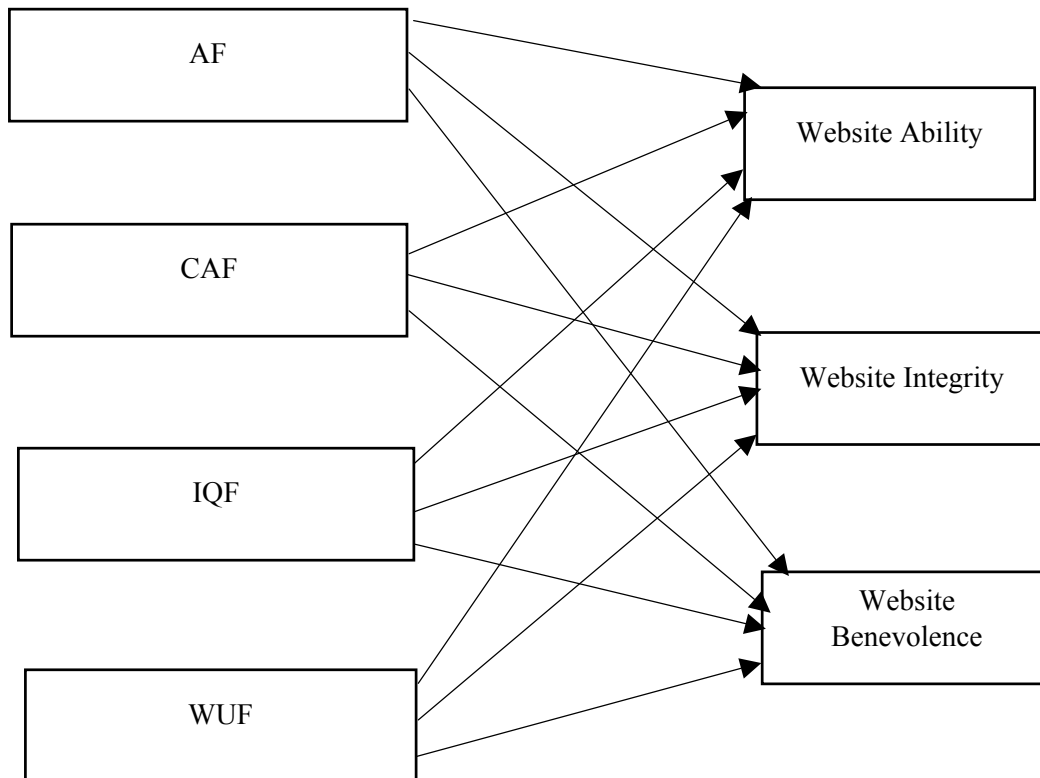 AF
Website Ability
CAF
Website Integrity
IQF
Website
Benevolence
WUF